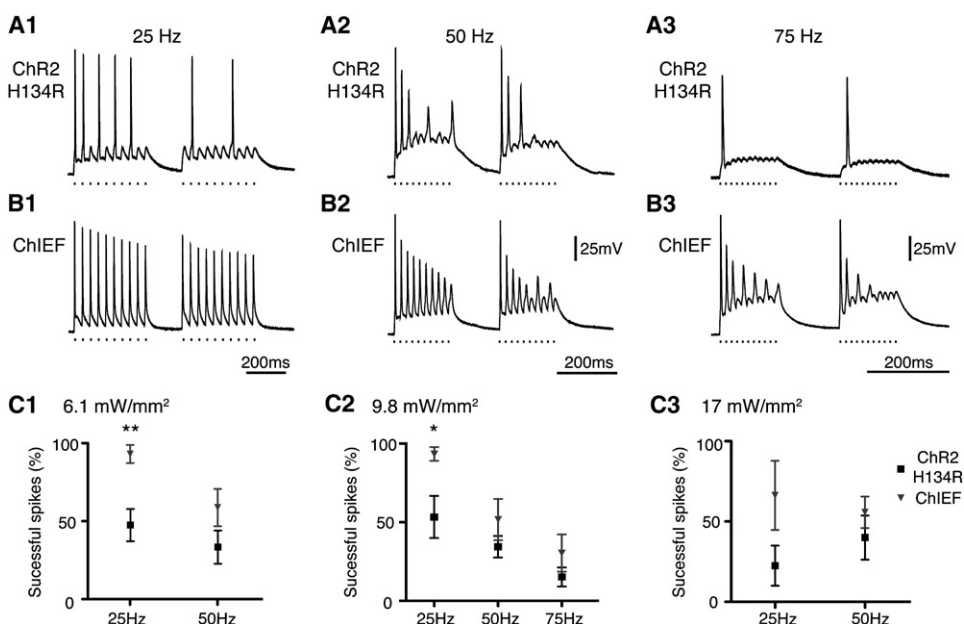 A1
25 Hz
A2
50 Hz
A3
75 Hz
ChR2
H134R
ChR2
H134R
ChR2
H134R
B1
B2
B3
ChIEF
ChIEF
25mV
ChIEF
25mV
200ms
200ms
200ms
C1
6.1 mW/mm²
C2
9.8 mW/mm²
C3
17 mW/mm²
**
*
Sucessful spikes (%)
100
50
0
25Hz
50Hz
Sucessful spikes (%)
100
50
0
25Hz
50Hz
75Hz
Sucessful spikes (%)
100
50
0
25Hz
50Hz
ChR2
H134R
ChIEF